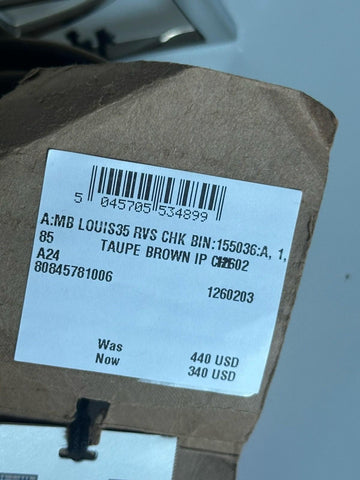 5 045705 534899
A:MB LOUIS35 RVS CHK BIN:155036:A, 1,
85 TAUPE BROWN IP
A24
80845781006
1260203
Was 440 USD
Now 340 USD